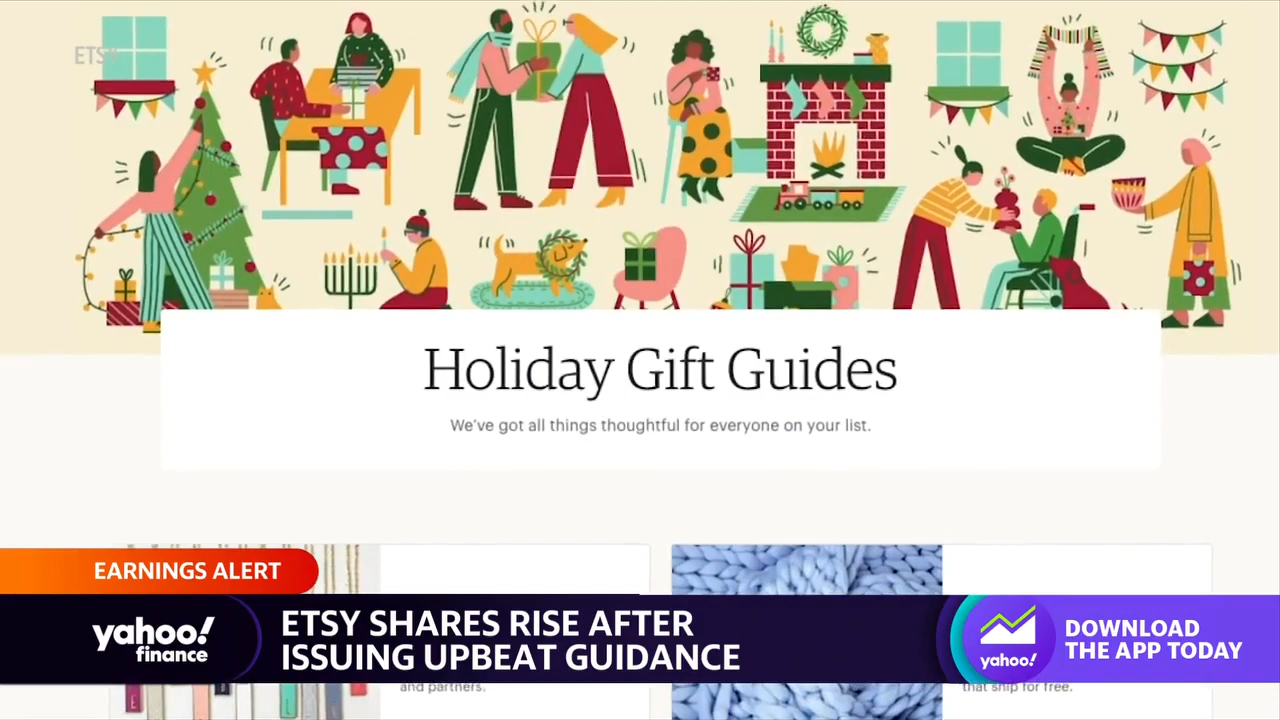 ETSY
Holiday Gift Guides
We've got all things thoughtful for everyone on your list.
EARNINGS ALERT
yahoo!
finance
ETSY SHARES RISE AFTER
ISSUING UPBEAT GUIDANCE
yahoo!
DOWNLOAD
THE APP TODAY
and partners.
that ship for free.
E